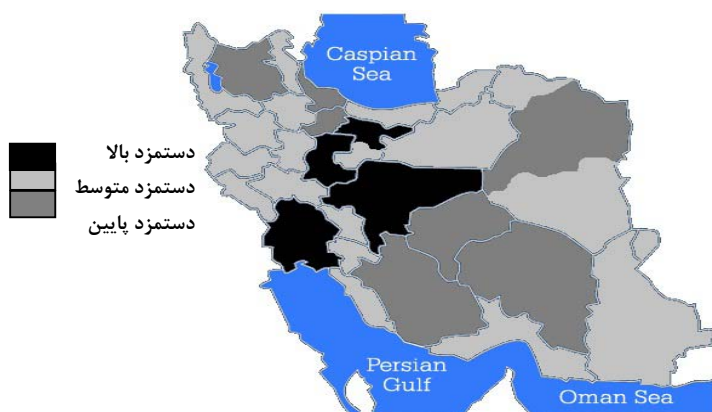 Caspian
Sea
دستمزد بالا
دستمزد متوسط
دستمزد پایین
Persian
Gulf
Oman Sea